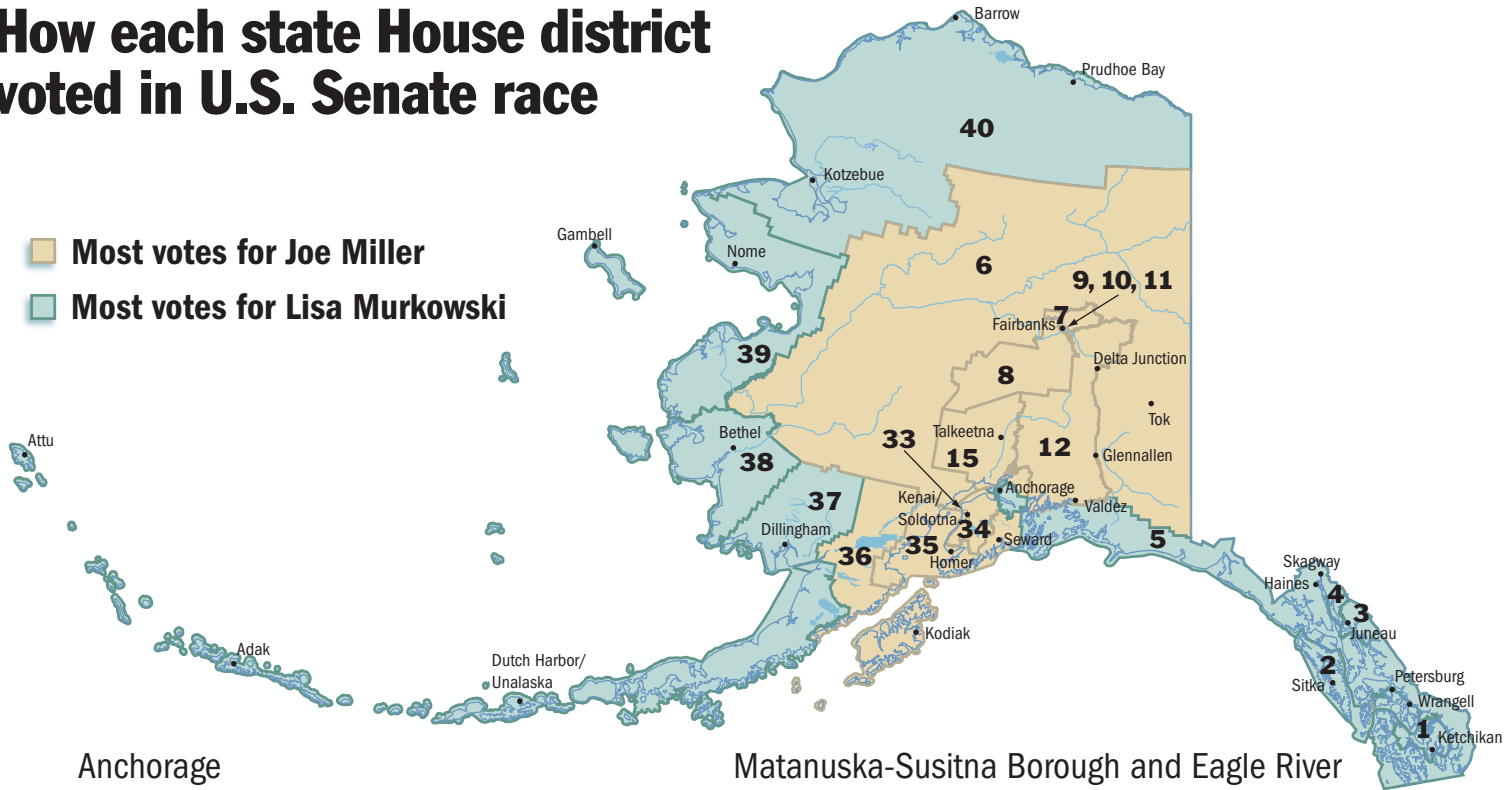 How each state House district
voted in U.S. Senate race
Most votes for Joe Miller
Most votes for Lisa Murkowski
Barrow
Prudhoe Bay
40
Kotzebue
Gambell
Nome
6
9, 10, 11
7
Fairbanks
39
8
Delta Junction
Tok
Attu
Bethel
38
33
Talkeetna
15
12
Glennallen
37
Anchorage
Kenai/
Soldotna
Valdez
Dillingham
34
35
36
Seward
5
Homer
Skagway
Haines
4
3
Juneau
Kodiak
Adak
Dutch Harbor/
Unalaska
2
Sitka
Petersburg
Wrangell
1
Ketchikan
Anchorage
Matanuska-Susitna Borough and Eagle River